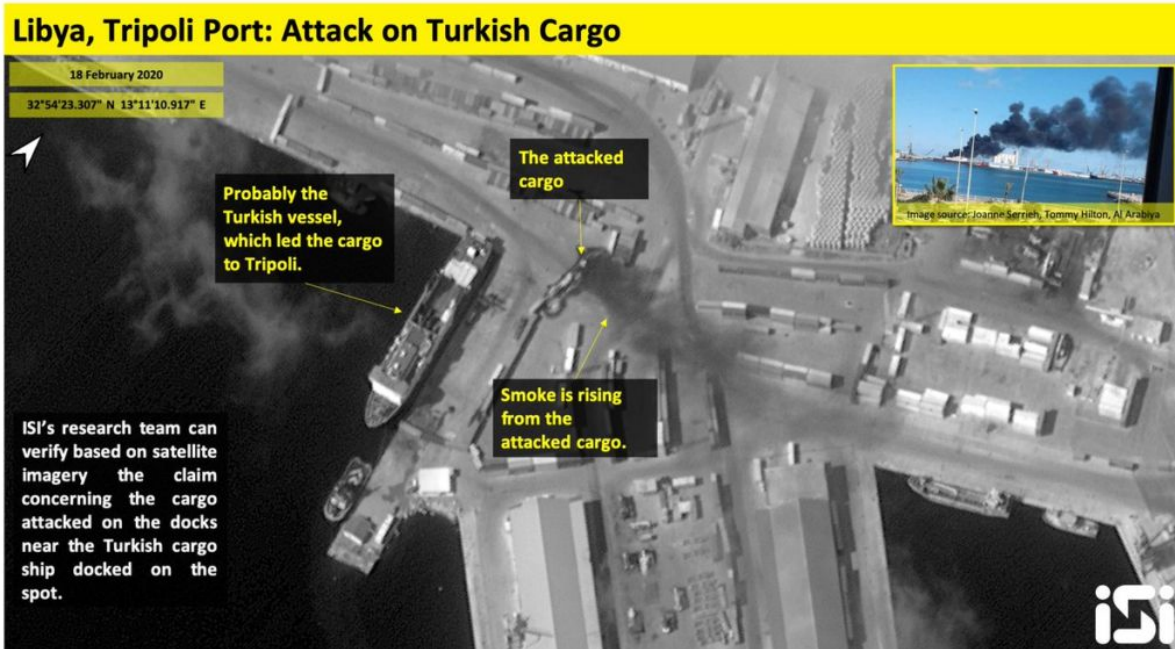 Libya, Tripoli Port: Attack on Turkish Cargo
18 February 2020
32°54'23.307" N 13°11'10.917" E
The attacked
cargo
Probably the
Turkish vessel,
which led the cargo
to Tripoli.
Image source: Joanne Serrieh, Tommy Hilton, Al Arabiya
Smoke is rising
from the
attacked cargo.
ISI's research team can
verify based on satellite
imagery the claim
concerning the cargo
attacked on the docks
near the Turkish cargo
ship docked on the
spot.
iSi